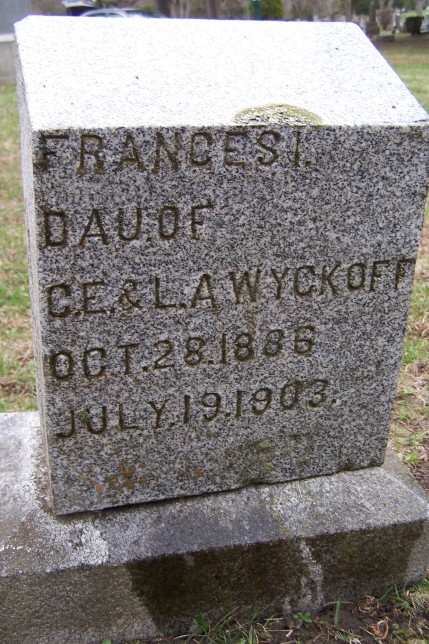 FRANCES I.
DAU. OF
C.E. & L.A WYCKOFF
OCT. 28. 1886
JULY. 19. 1903.